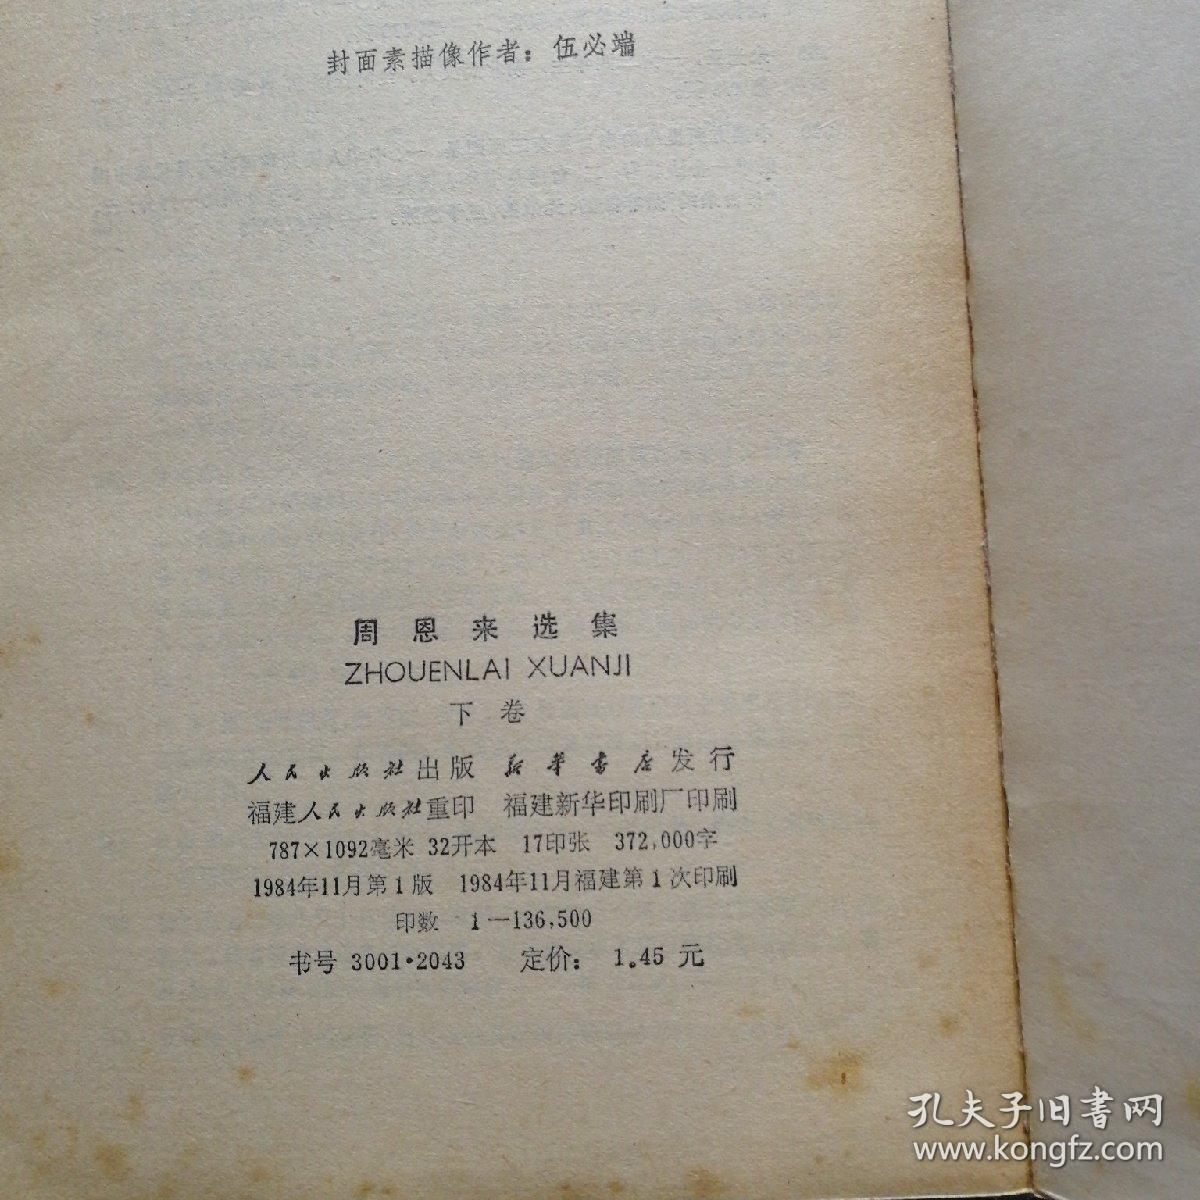 封面素描像作者：伍必端
周恩来选集
ZHOUENLAI XUANJI
下卷
人民出版社出版 新华书店发行
福建人民出版社重印 福建新华印刷厂印刷
787×1092毫米 32开本 17印张 372,000字
1984年11月第1版 1984年11月福建第1次印刷
印数 1—136,500
书号 3001·2043 定价：1.45元
孔夫子旧书网
www.kongfz.com